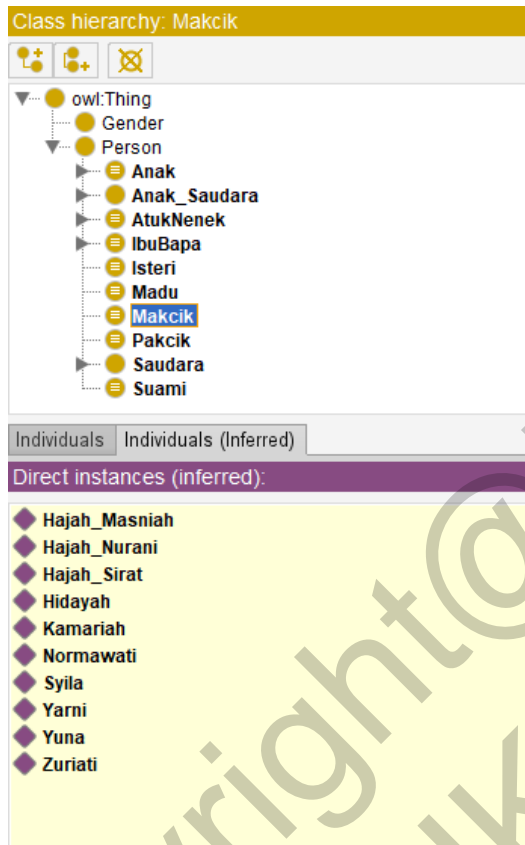 Class hierarchy: Makcik
owl:Thing
Gender
Person
Anak
Anak_Saudara
AtukNenek
IbuBapa
Isteri
Madu
Makcik
Pakcik
Saudara
Suami
Individuals Individuals (Inferred)
Direct instances (inferred):
Hajah_Masniah
Hajah_Nurani
Hajah_Sirat
Hidayah
Kamariah
Normawati
Syila
Yarni
Yuna
Zuriati